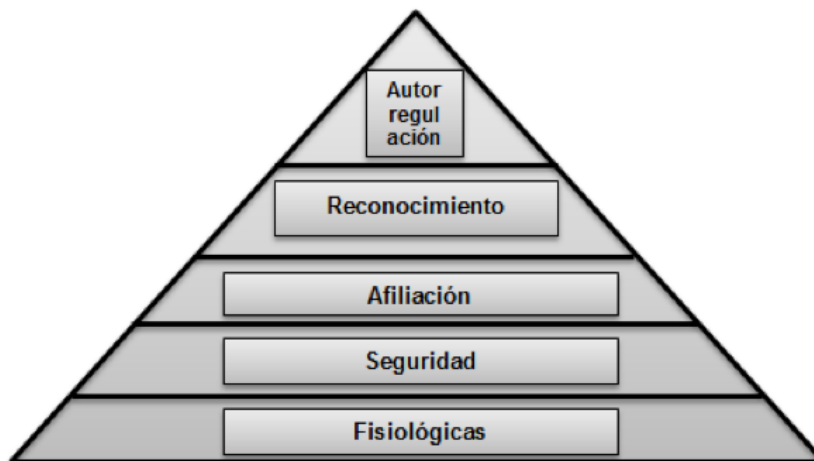 Autor
regul
ación
Reconocimiento
Afiliación
Seguridad
Fisiológicas